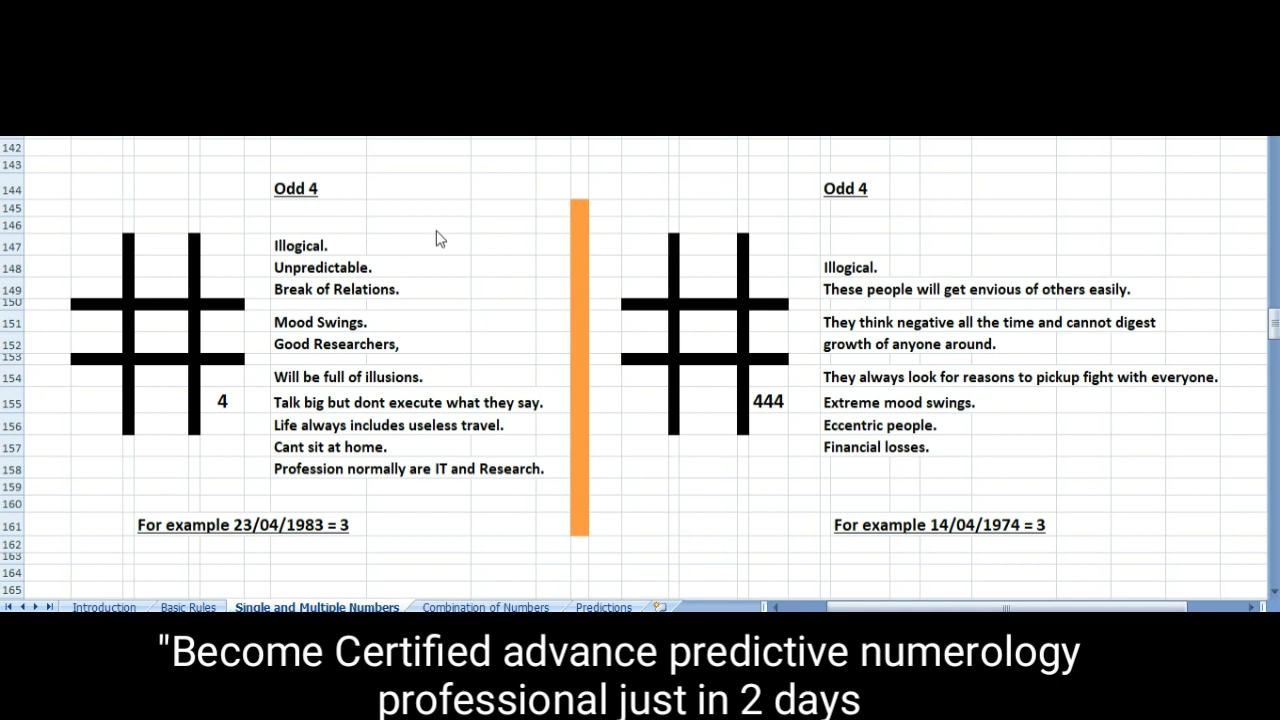 142
143
144
145
146
147
148
149
150
151
152
153
154
155
156
157
158
159
160
161
162
163
164
165
Odd 4
Illogical.
Unpredictable.
Break of Relations.
Mood Swings.
Good Researchers,
Will be full of illusions.
4
Talk big but dont execute what they say.
Life always includes useless travel.
Cant sit at home.
Profession normally are IT and Research.
For example 23/04/1983 = 3
Odd 4
Illogical.
These people will get envious of others easily.
They think negative all the time and cannot digest
growth of anyone around.
They always look for reasons to pickup fight with everyone.
444
Extreme mood swings.
Eccentric people.
Financial losses.
For example 14/04/1974 = 3
Introduction Basic Rules Single and Multiple Numbers Combination of Numbers Predictions
"Become Certified advance predictive numerology
professional just in 2 days